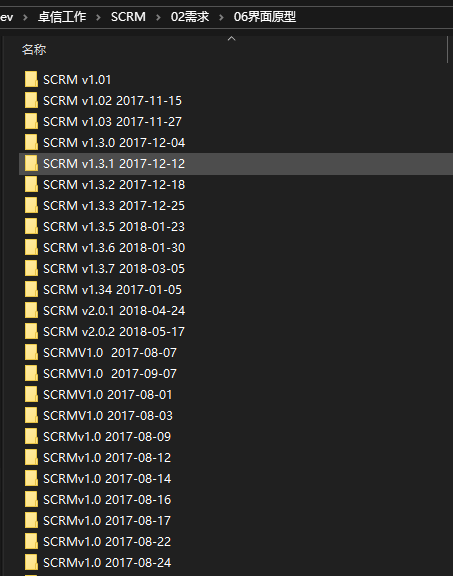 ev > 卓信工作 > SCRM > 02需求 > 06界面原型
名称
SCRM v1.01
SCRM v1.02 2017-11-15
SCRM v1.03 2017-11-27
SCRM v1.3.0 2017-12-04
SCRM v1.3.1 2017-12-12
SCRM v1.3.2 2017-12-18
SCRM v1.3.3 2017-12-25
SCRM v1.3.5 2018-01-23
SCRM v1.3.6 2018-01-30
SCRM v1.3.7 2018-03-05
SCRM v1.34 2017-01-05
SCRM v2.0.1 2018-04-24
SCRM v2.0.2 2018-05-17
SCRMV1.0  2017-08-07
SCRMV1.0  2017-09-07
SCRMV1.0 2017-08-01
SCRMV1.0 2017-08-03
SCRMv1.0 2017-08-09
SCRMv1.0 2017-08-12
SCRMv1.0 2017-08-14
SCRMv1.0 2017-08-16
SCRMv1.0 2017-08-17
SCRMv1.0 2017-08-22
SCRMv1.0 2017-08-24